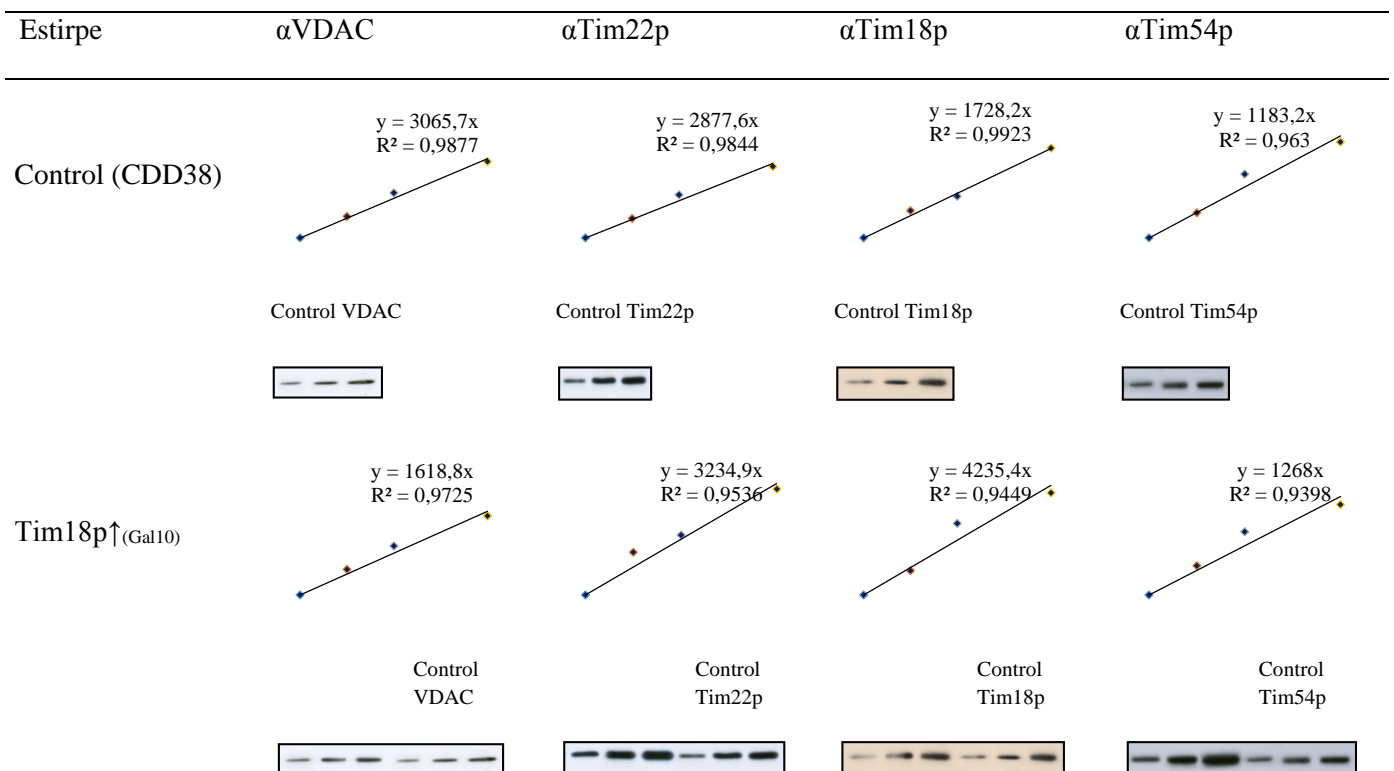 Estirpe αVDAC αTim22p αTim18p αTim54p
y = 3065,7x y = 2877,6x y = 1728,2x y = 1183,2x
R² = 0,9877 R² = 0,9844 R² = 0,9923 R² = 0,963
Control (CDD38)
Control VDAC Control Tim22p Control Tim18p Control Tim54p
y = 1618,8x y = 3234,9x y = 4235,4x y = 1268x
R² = 0,9725 R² = 0,9536 R² = 0,9449 R² = 0,9398
Tim18p↑(Gal10)
Control Control Control Control
VDAC Tim22p Tim18p Tim54p